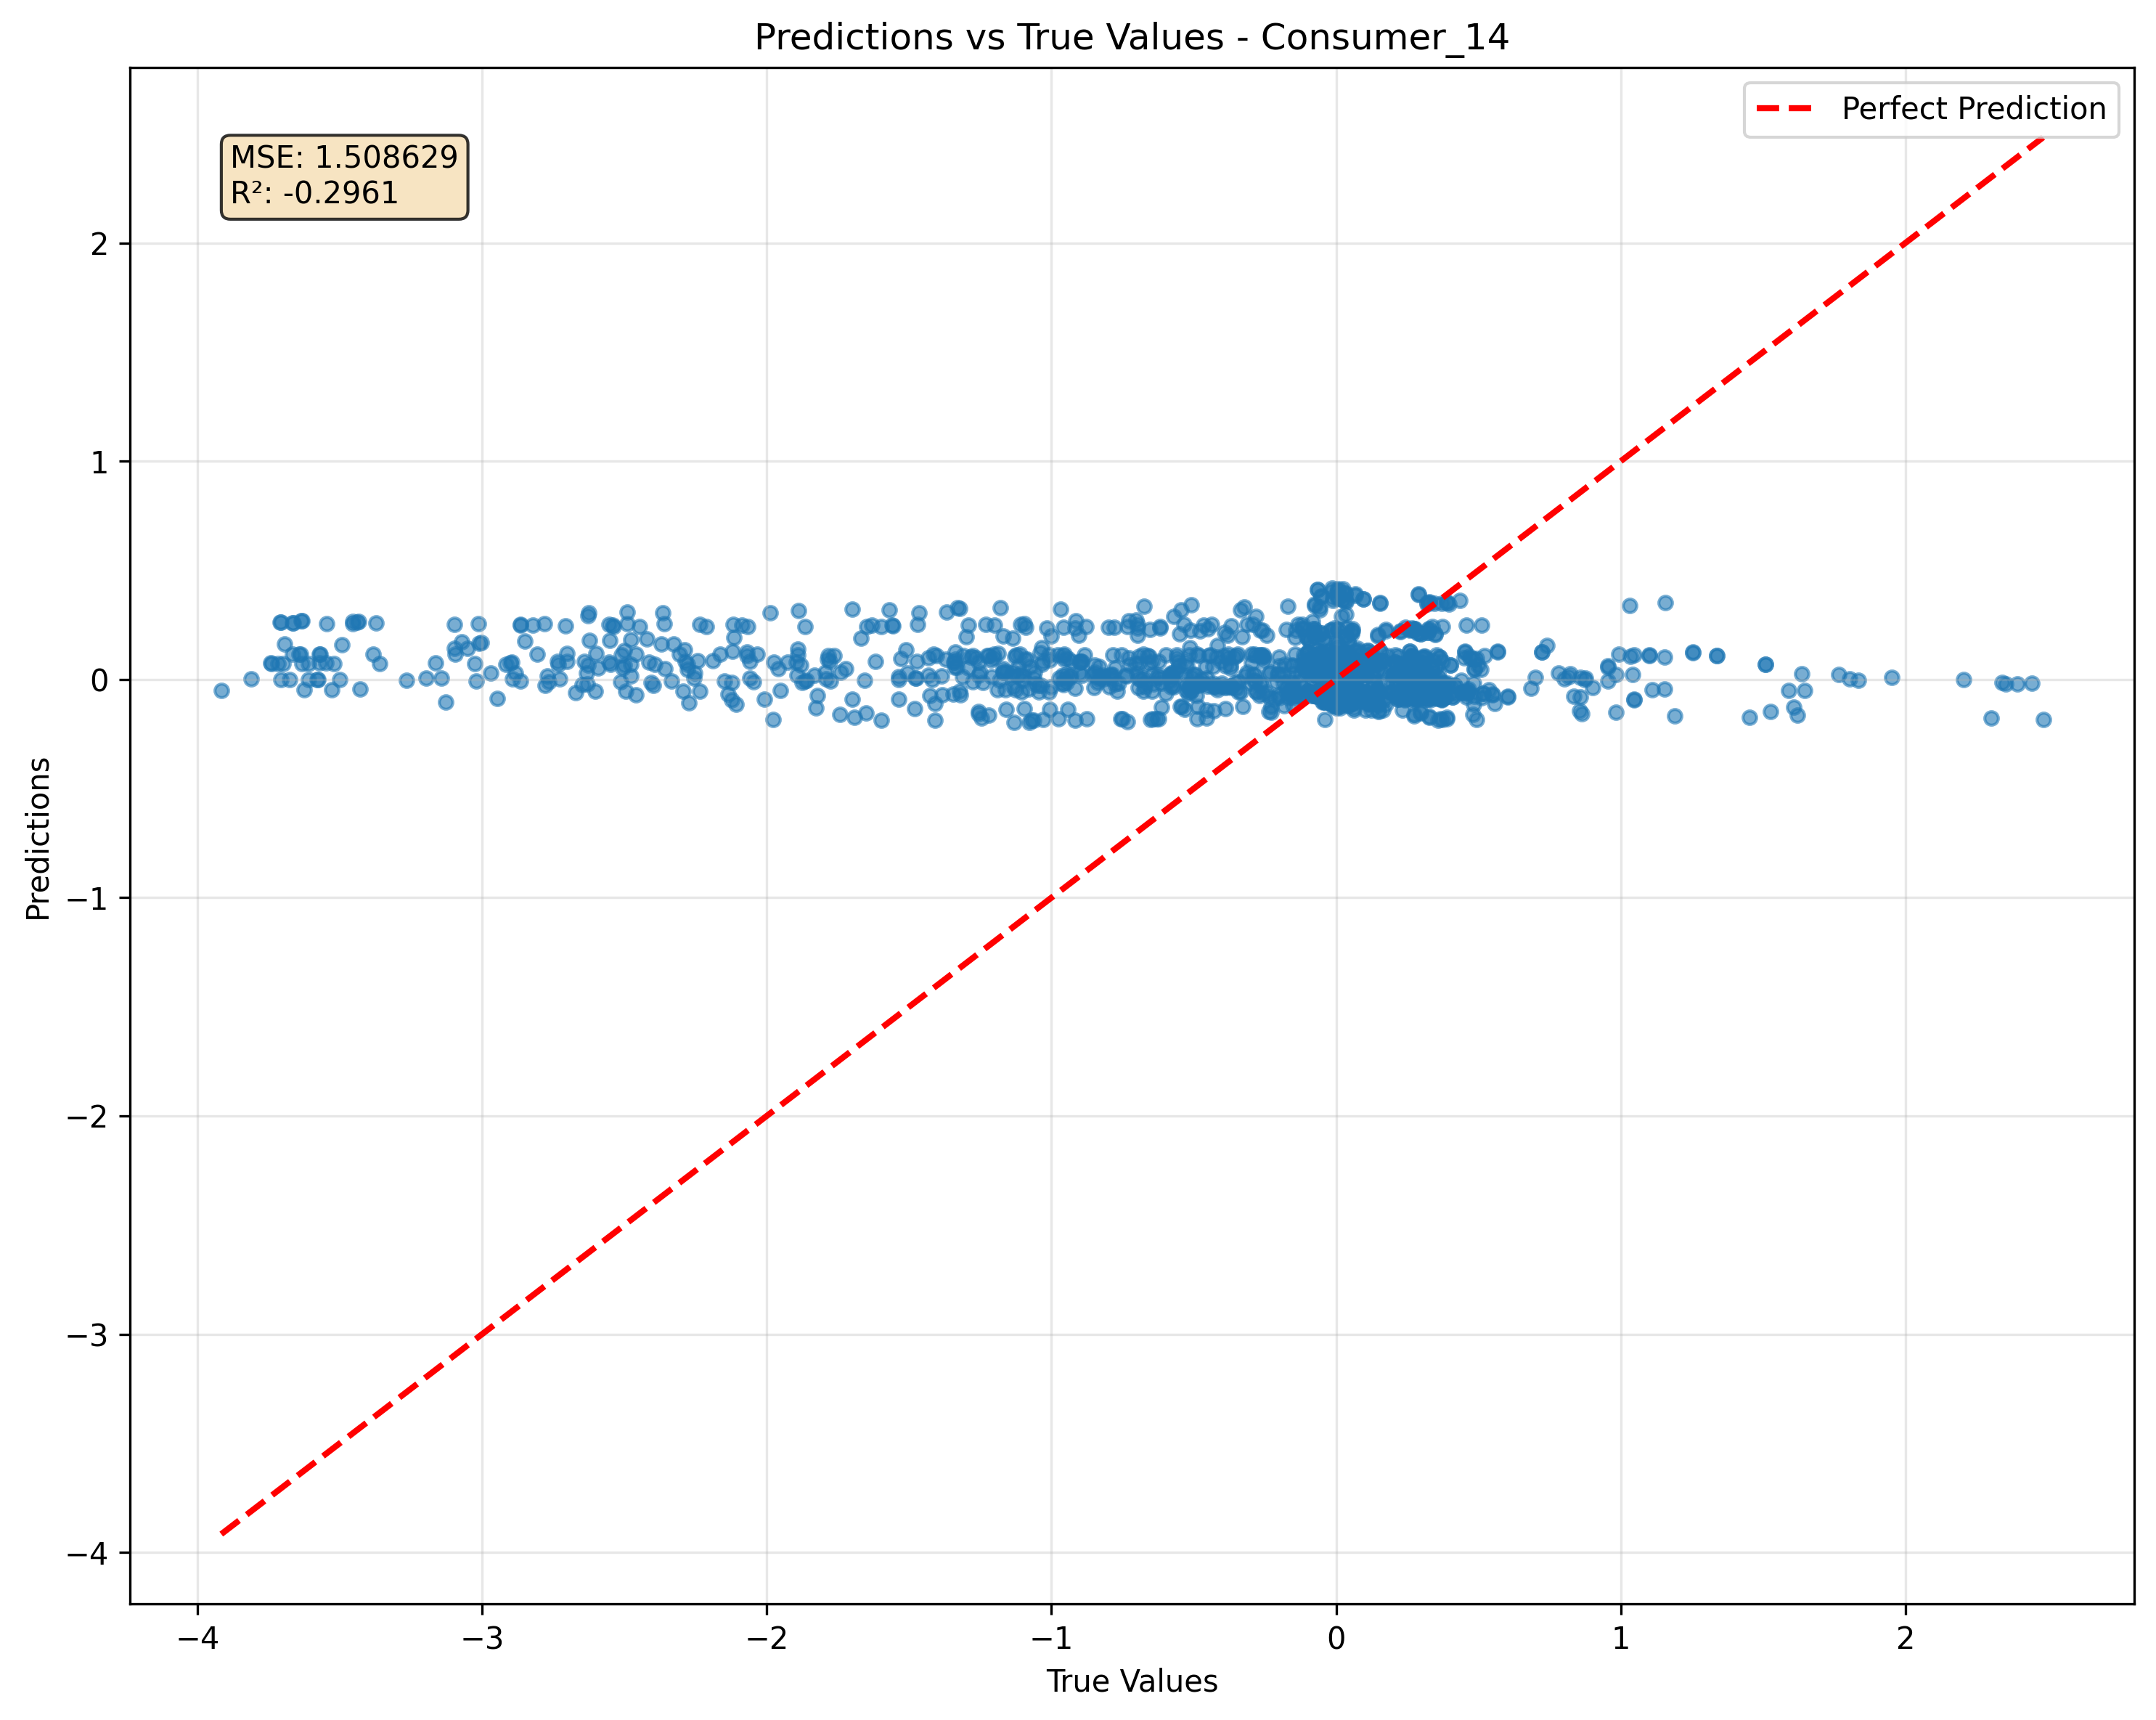 Predictions vs True Values - Consumer_14
Perfect Prediction
MSE: 1.508629
R²: -0.2961
2
1
0
−1
−2
−3
−4
Predictions
−4
−3
−2
−1
0
1
2
True Values